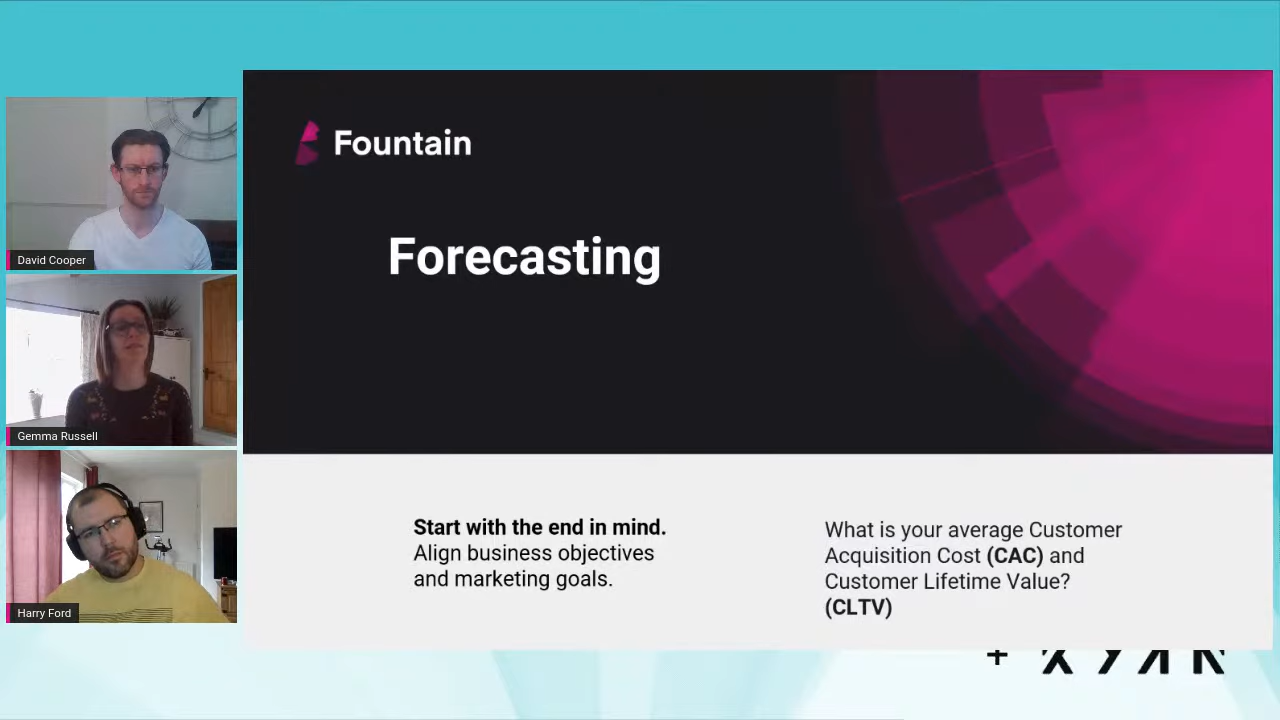 David Cooper
Gemma Russell
Harry Ford
Fountain
Forecasting
Start with the end in mind.
Align business objectives
and marketing goals.
What is your average Customer
Acquisition Cost (CAC) and
Customer Lifetime Value?
(CLTV)
+